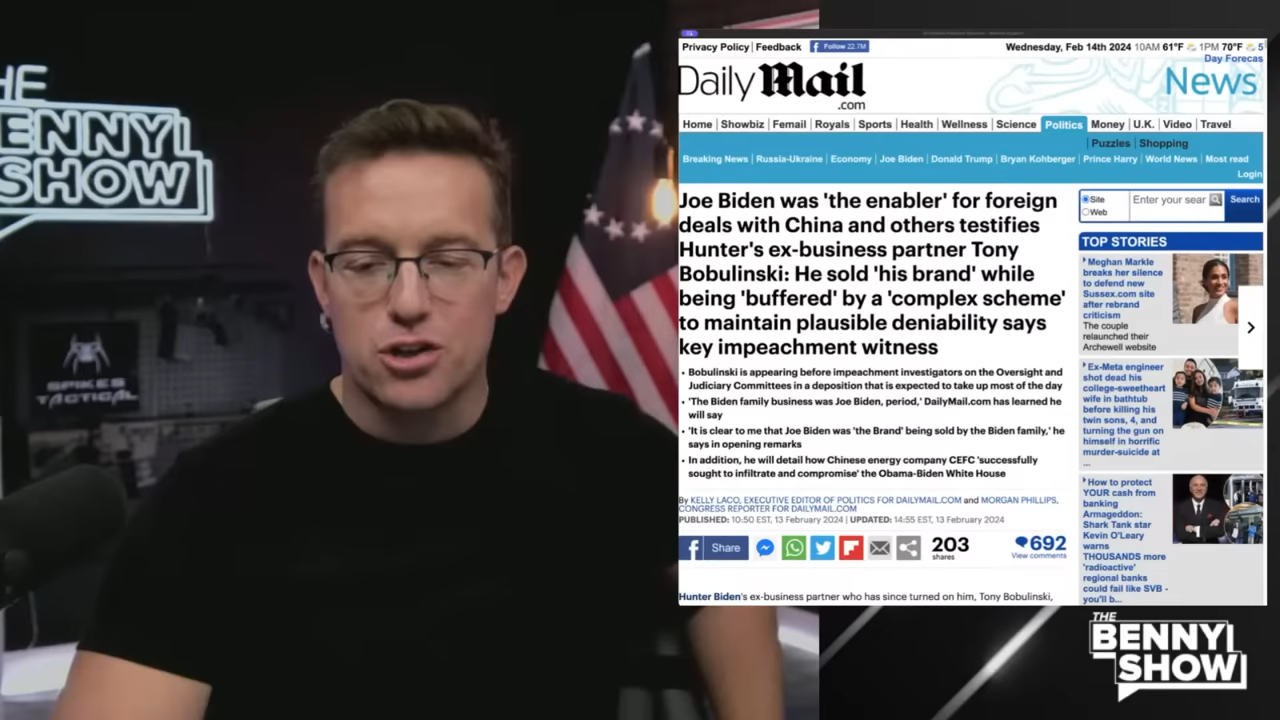 THE
BENNY
SHOW
SPIKES
TACTICAL
Privacy Policy | Feedback
Follow 22.7M
Wednesday, Feb 14th 2024 10AM 61°F 1PM 70°F 5
Day Forecas
Daily Mail
.com
News
Home | Showbiz | Femail | Royals | Sports | Health | Wellness | Science | Politics | Money | U.K. | Video | Travel
| Puzzles | Shopping
Breaking News | Russia-Ukraine | Economy | Joe Biden | Donald Trump | Bryan Kohberger | Prince Harry | World News | Most read
Login
Joe Biden was 'the enabler' for foreign
deals with China and others testifies
Hunter's ex-business partner Tony
Bobulinski: He sold 'his brand' while
being 'buffered' by a 'complex scheme'
to maintain plausible deniability says
key impeachment witness
• Bobulinski is appearing before impeachment investigators on the Oversight and
Judiciary Committees in a deposition that is expected to take up most of the day
• 'The Biden family business was Joe Biden, period,' DailyMail.com has learned he
will say
• 'It is clear to me that Joe Biden was 'the Brand' being sold by the Biden family,' he
says in opening remarks
• In addition, he will detail how Chinese energy company CEFC 'successfully
sought to infiltrate and compromise' the Obama-Biden White House
By KELLY LACO, EXECUTIVE EDITOR OF POLITICS FOR DAILYMAIL.COM and MORGAN PHILLIPS,
CONGRESS REPORTER FOR DAILYMAIL.COM
PUBLISHED: 10:50 EST, 13 February 2024 | UPDATED: 14:55 EST, 13 February 2024
Share
203
shares
692
View comments
Hunter Biden's ex-business partner who has since turned on him, Tony Bobulinski,
Site
Web
Enter your sear
Search
TOP STORIES
Meghan Markle
breaks her silence
to defend new
Sussex.com site
after rebrand
criticism
The couple
relaunched their
Archewell website
Ex-Meta engineer
shot dead his
college-sweetheart
wife in bathtub
before killing his
twin sons, 4, and
turning the gun on
himself in horrific
murder-suicide at
...
How to protect
YOUR cash from
banking
Armageddon:
Shark Tank star
Kevin O'Leary
warns
THOUSANDS more
'radioactive'
regional banks
could fail like SVB -
you'll b...
THE
BENNY
SHOW